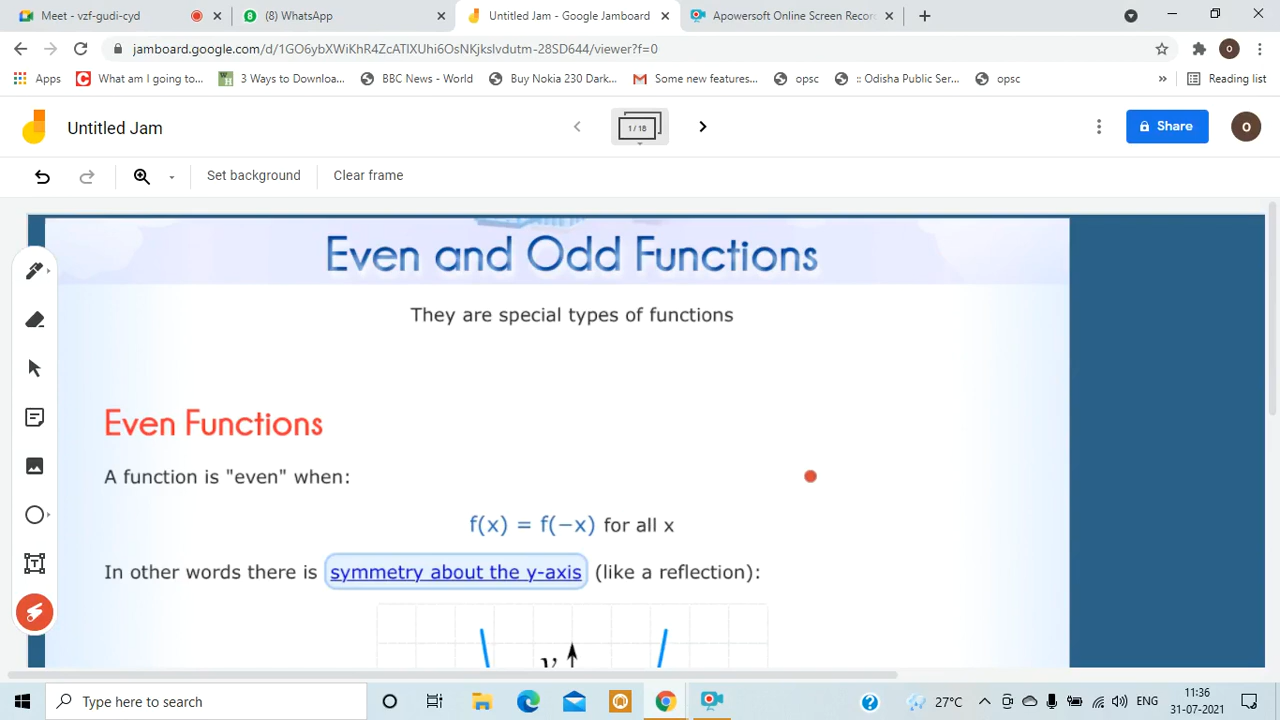 Meet - vzf-gudi-cyd
(8) WhatsApp
Untitled Jam - Google Jamboard
Apowersoft Online Screen Recor
jamboard.google.com/d/1GO6ybXWiKhR4ZcATlXUhi6OsNKjkslvdutm-28SD644/viewer?f=0
O
Apps
What am I going to...
3 Ways to Downloa...
BBC News - World
Buy Nokia 230 Dark...
Some new features...
opsc
:: Odisha Public Ser...
opsc
»
Reading list
Untitled Jam
1 / 18
Share
O
Set background
Clear frame
Even and Odd Functions
They are special types of functions
Even Functions
A function is "even" when:
f(x) = f(−x) for all x
In other words there is symmetry about the y-axis (like a reflection):
y
Type here to search
27°C
ENG
11:36
31-07-2021